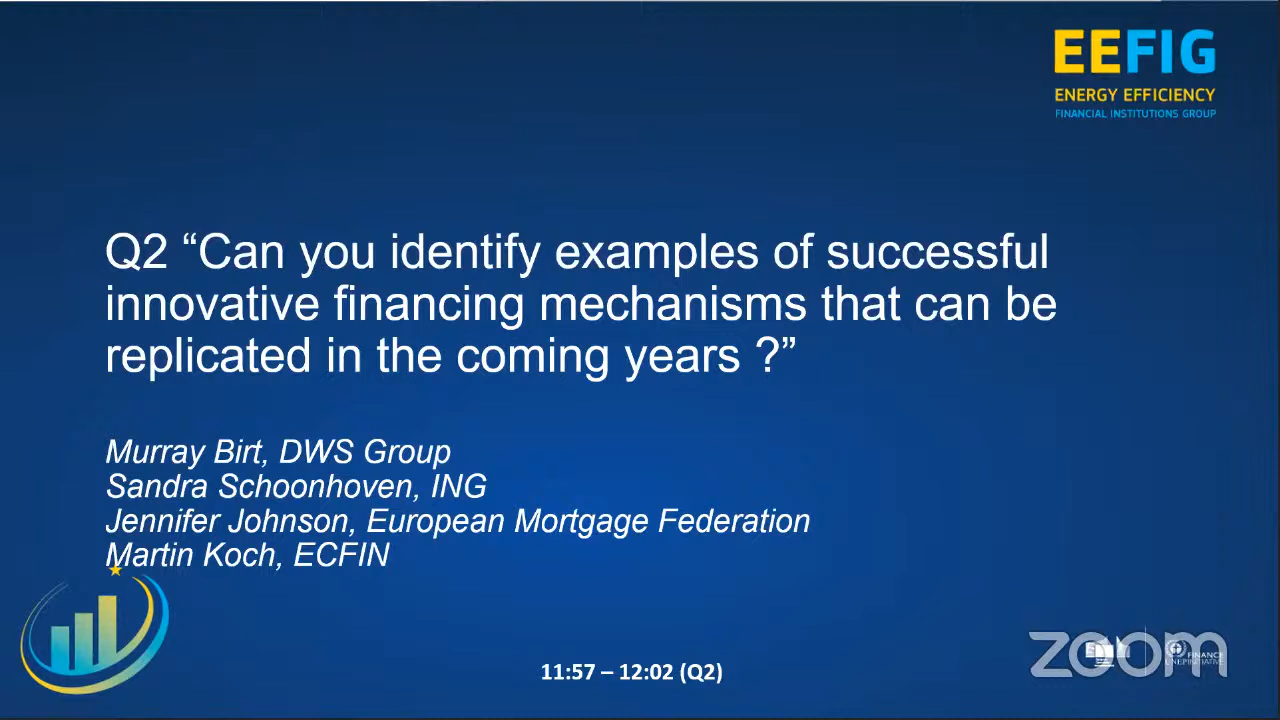 EEFIG
ENERGY EFFICIENCY
FINANCIAL INSTITUTIONS GROUP
Q2 “Can you identify examples of successful
innovative financing mechanisms that can be
replicated in the coming years ?”
Murray Birt, DWS Group
Sandra Schoonhoven, ING
Jennifer Johnson, European Mortgage Federation
Martin Koch, ECFIN
zoom
FINANCE
INITIATIVE
11:57 – 12:02 (Q2)